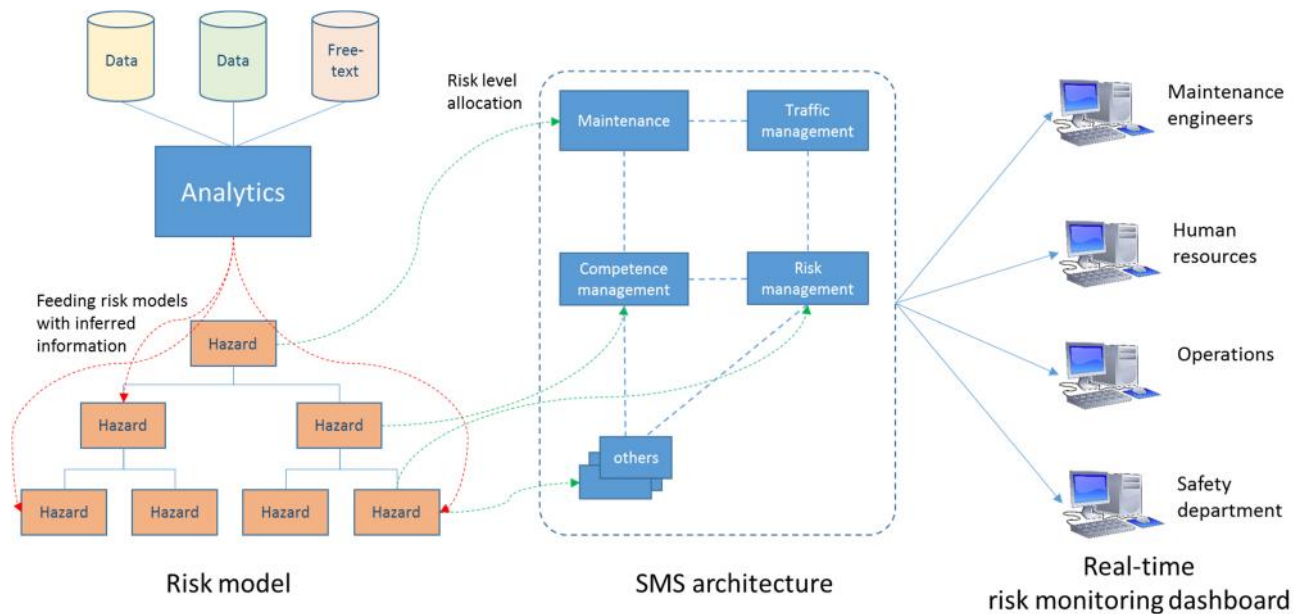 Data
Data
Free-
text
Analytics
Feeding risk models
with inferred
information
Hazard
Hazard
Hazard
Hazard
Hazard
Hazard
Hazard
Risk model
Risk level
allocation
Maintenance
Traffic
management
Competence
management
Risk
management
others
SMS architecture
Maintenance
engineers
Human
resources
Operations
Safety
department
Real-time
risk monitoring dashboard